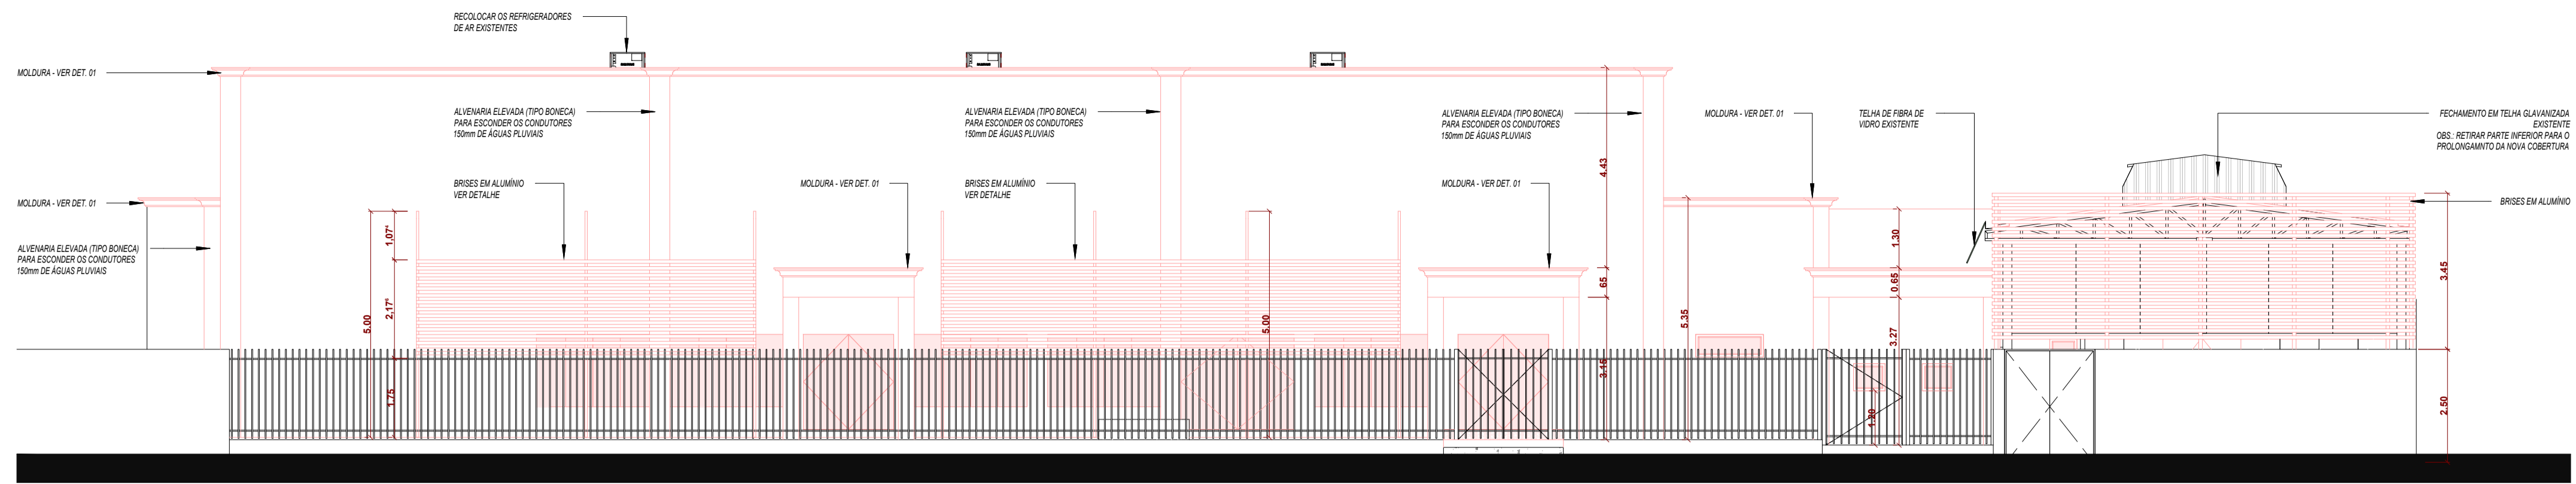 RECOLOCAR OS REFRIGERADORES
DE AR EXISTENTES
MOLDURA - VER DET. 01
ALVENARIA ELEVADA (TIPO BONECA)
PARA ESCONDER OS CONDUTORES
150mm DE ÁGUAS PLUVIAIS
ALVENARIA ELEVADA (TIPO BONECA)
PARA ESCONDER OS CONDUTORES
150mm DE ÁGUAS PLUVIAIS
ALVENARIA ELEVADA (TIPO BONECA)
PARA ESCONDER OS CONDUTORES
150mm DE ÁGUAS PLUVIAIS
MOLDURA - VER DET. 01
TELHA DE FIBRA DE
VIDRO EXISTENTE
FECHAMENTO EM TELHA GLAVANIZADA
EXISTENTE
OBS.: RETIRAR PARTE INFERIOR PARA O
PROLONGAMNTO DA NOVA COBERTURA
MOLDURA - VER DET. 01
BRISES EM ALUMÍNIO
VER DETALHE
MOLDURA - VER DET. 01
BRISES EM ALUMÍNIO
VER DETALHE
MOLDURA - VER DET. 01
BRISES EM ALUMÍNIO
ALVENARIA ELEVADA (TIPO BONECA)
PARA ESCONDER OS CONDUTORES
150mm DE ÁGUAS PLUVIAIS
5.00
1,07⁴
2,17⁶
1.75
5.00
4.43
65
3.15
5.35
1.30
0.65
3.27
1.20
3.45
2.50